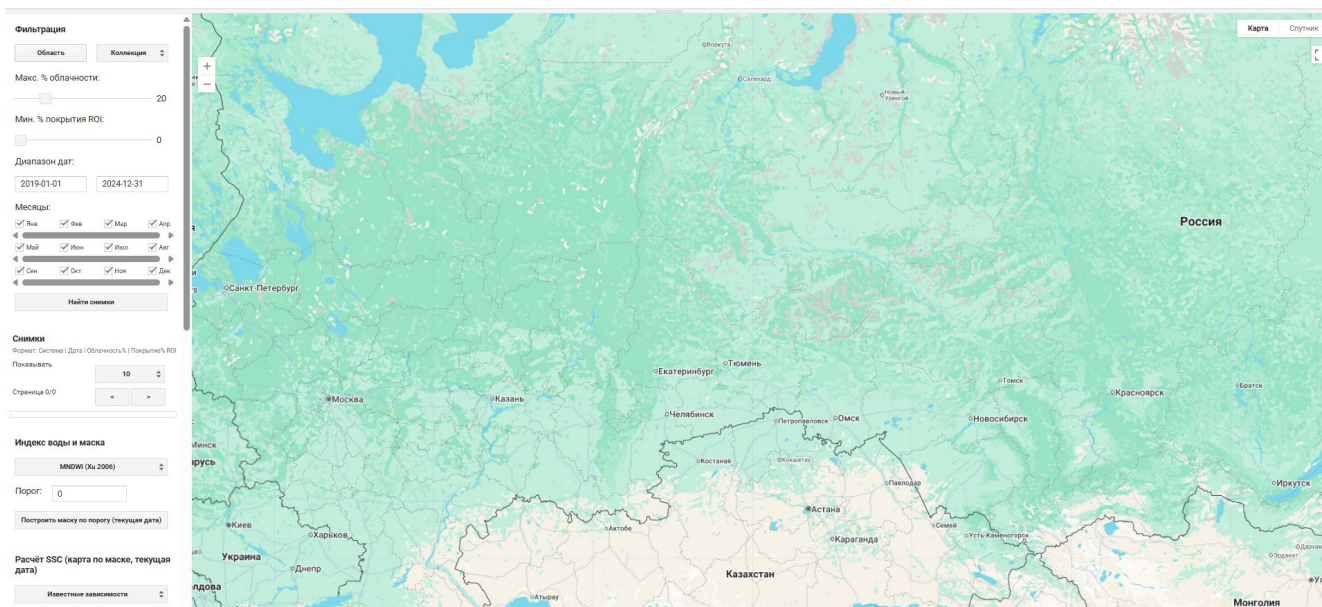 Фильтрация
Область
Коллекция
Макс. % облачности:
20
Мин. % покрытия ROI:
0
Диапазон дат:
2019-01-01 2024-12-31
Месяцы:
Янв Фев Мар Апр
Май Июн Июл Авг
Сен Окт Ноя Дек
Найти снимки
Снимки
Формат: Система | Дата | Облачность% | Покрытие% ROI
Показывать
10
Страница 0/0
< >
Индекс воды и маска
MNDWI (Xu 2006)
Порог: 0
Построить маску по порогу (текущая дата)
Расчёт SSC (карта по маске, текущая
дата)
Известные зависимости
+
−
Карта Спутник
Воркута
Салехард
Новый
Уренгой
Россия
Санкт-Петербург
Тюмень
Екатеринбург
Томск
Красноярск
Братск
Москва
Казань
Челябинск
Петропавловск
Омск
Новосибирск
Минск
арусь
Костанай
Кокшетау
Павлодар
Иркутск
Киев
Харьков
Актобе
Астана
Семей
Караганда
Усть-Каменогорск
Украина
Днепр
лдова
Казахстан
Атырау
Эрдэнэт
Дархан
Монголия